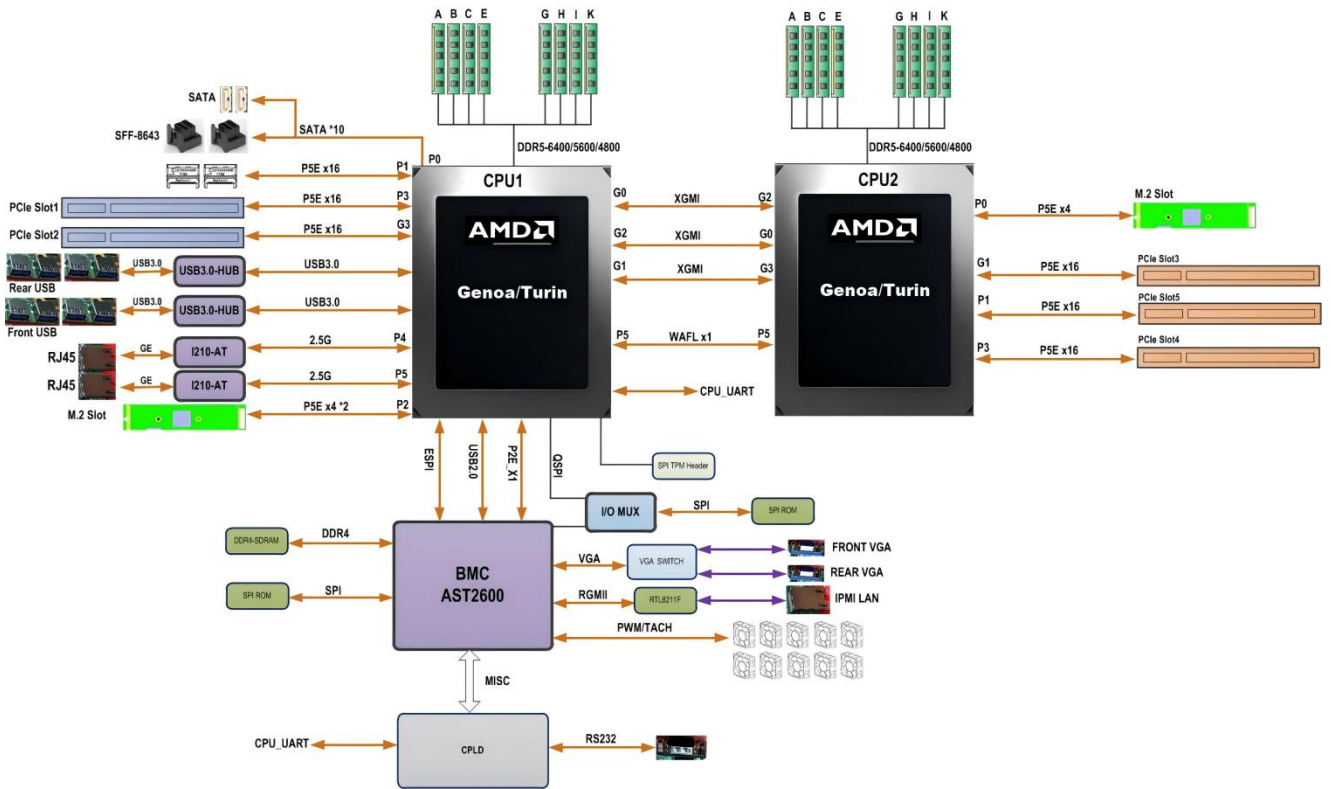 A B C E
G H I K
A B C E
G H I K
SATA
SFF-8643
SATA *10
DDR5-6400/5600/4800
DDR5-6400/5600/4800
P0
P5E x16
P1
CPU1
CPU2
PCIe Slot1
P5E x16
P3
AMD
G0
XGMI
G2
AMD
P0
P5E x4
M.2 Slot
PCIe Slot2
P5E x16
G3
G2
XGMI
G0
USB3.0
USB3.0-HUB
USB3.0
G1
XGMI
G3
G1
P5E x16
PCIe Slot3
Rear USB
Genoa/Turin
Genoa/Turin
USB3.0
USB3.0-HUB
USB3.0
P1
P5E x16
PCIe Slot5
Front USB
RJ45
GE
I210-AT
2.5G
P4
P5
WAFL x1
P5
P3
P5E x16
PCIe Slot4
RJ45
GE
I210-AT
2.5G
P5
CPU_UART
M.2 Slot
P5E x4 *2
P2
ESPI
USB2.0
P2E_X1
QSPI
SPI TPM Header
I/O MUX
SPI
SPI ROM
DDR4-SDRAM
DDR4
BMC
AST2600
VGA
VGA SWITCH
FRONT VGA
REAR VGA
SPI ROM
SPI
RGMII
RTL8211F
IPMI LAN
PWM/TACH
MISC
CPU_UART
CPLD
RS232